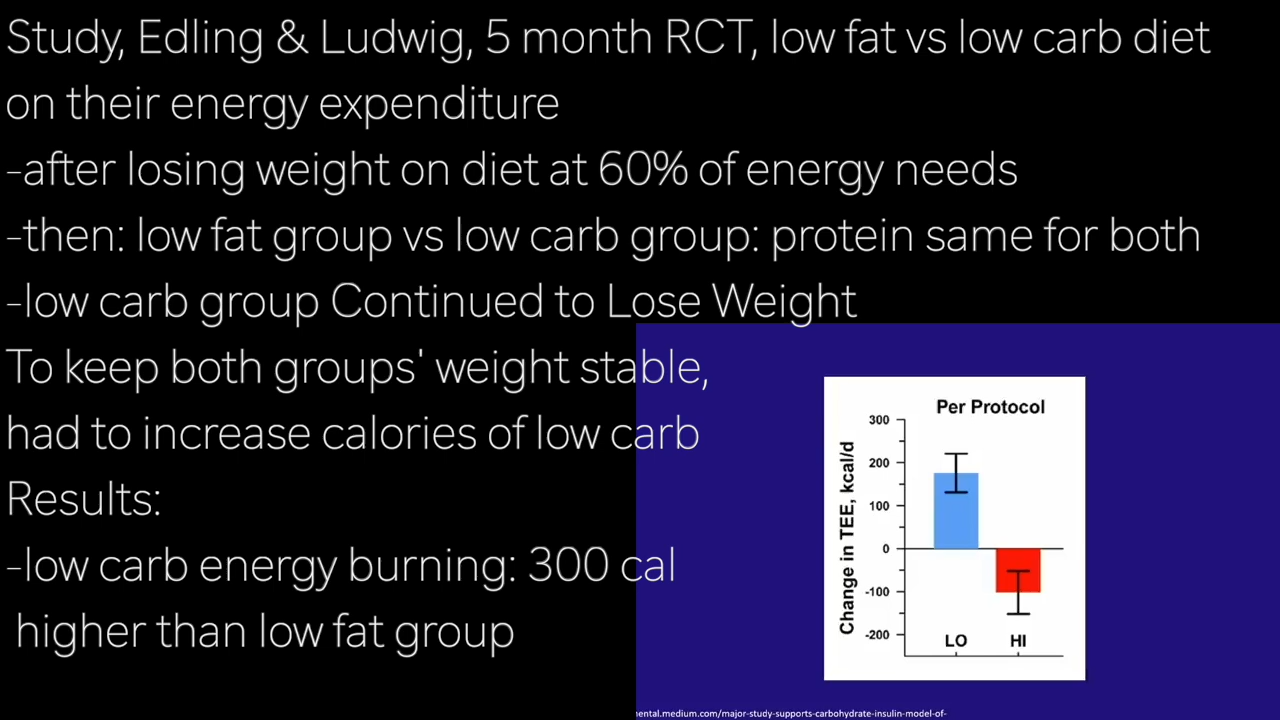 Study, Edling & Ludwig, 5 month RCT, low fat vs low carb diet
on their energy expenditure
-after losing weight on diet at 60% of energy needs
-then: low fat group vs low carb group: protein same for both
-low carb group Continued to Lose Weight
To keep both groups' weight stable,
had to increase calories of low carb
Results:
-low carb energy burning: 300 cal
higher than low fat group
Per Protocol
Change in TEE, kcal/d
300
200
100
0
-100
-200
LO HI
mental.medium.com/major-study-supports-carbohydrate-insulin-model-of-